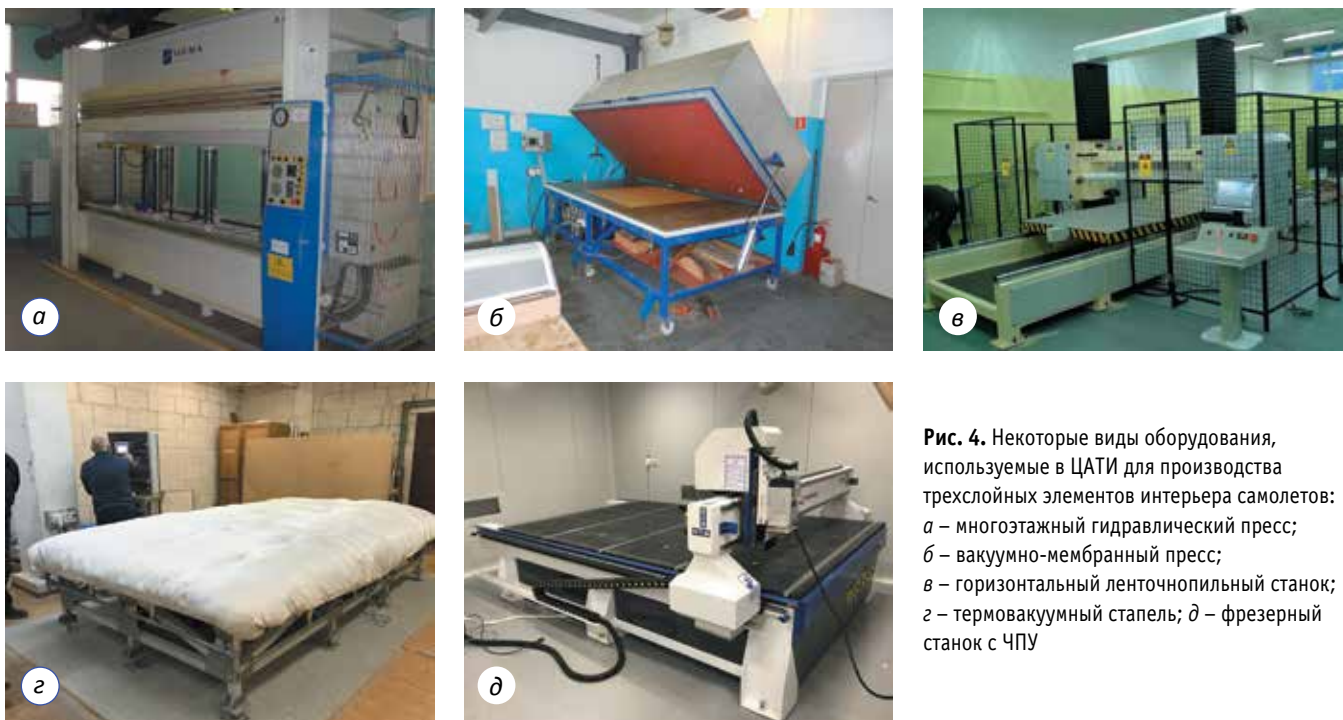 а
б
в
г
д
Рис. 4. Некоторые виды оборудования,
используемые в ЦАТИ для производства
трехслойных элементов интерьера самолетов:
а – многоэтажный гидравлический пресс;
б – вакуумно-мембранный пресс;
в – горизонтальный ленточнопильный станок;
г – термовакуумный стапель; д – фрезерный
станок с ЧПУ